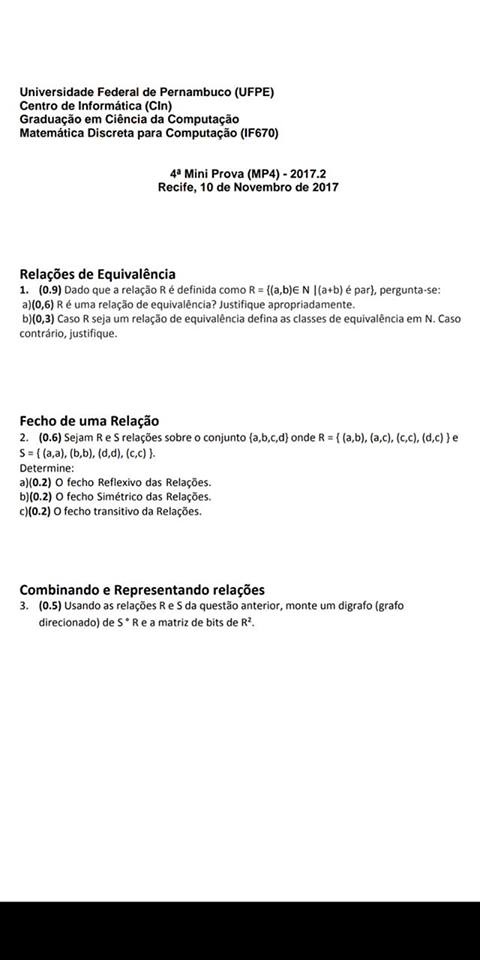 Universidade Federal de Pernambuco (UFPE)
Centro de Informática (CIn)
Graduação em Ciência da Computação
Matemática Discreta para Computação (IF670)
4ª Mini Prova (MP4) - 2017.2
Recife, 10 de Novembro de 2017
Relações de Equivalência
1. (0.9) Dado que a relação R é definida como R = {(a,b)∈ N |(a+b) é par}, pergunta-se:
a)(0,6) R é uma relação de equivalência? Justifique apropriadamente.
b)(0,3) Caso R seja um relação de equivalência defina as classes de equivalência em N. Caso
contrário, justifique.
Fecho de uma Relação
2. (0.6) Sejam R e S relações sobre o conjunto {a,b,c,d} onde R = { (a,b), (a,c), (c,c), (d,c) } e
S = { (a,a), (b,b), (d,d), (c,c) }.
Determine:
a)(0.2) O fecho Reflexivo das Relações.
b)(0.2) O fecho Simétrico das Relações.
c)(0.2) O fecho transitivo da Relações.
Combinando e Representando relações
3. (0.5) Usando as relações R e S da questão anterior, monte um digrafo (grafo
direcionado) de S ° R e a matriz de bits de R².